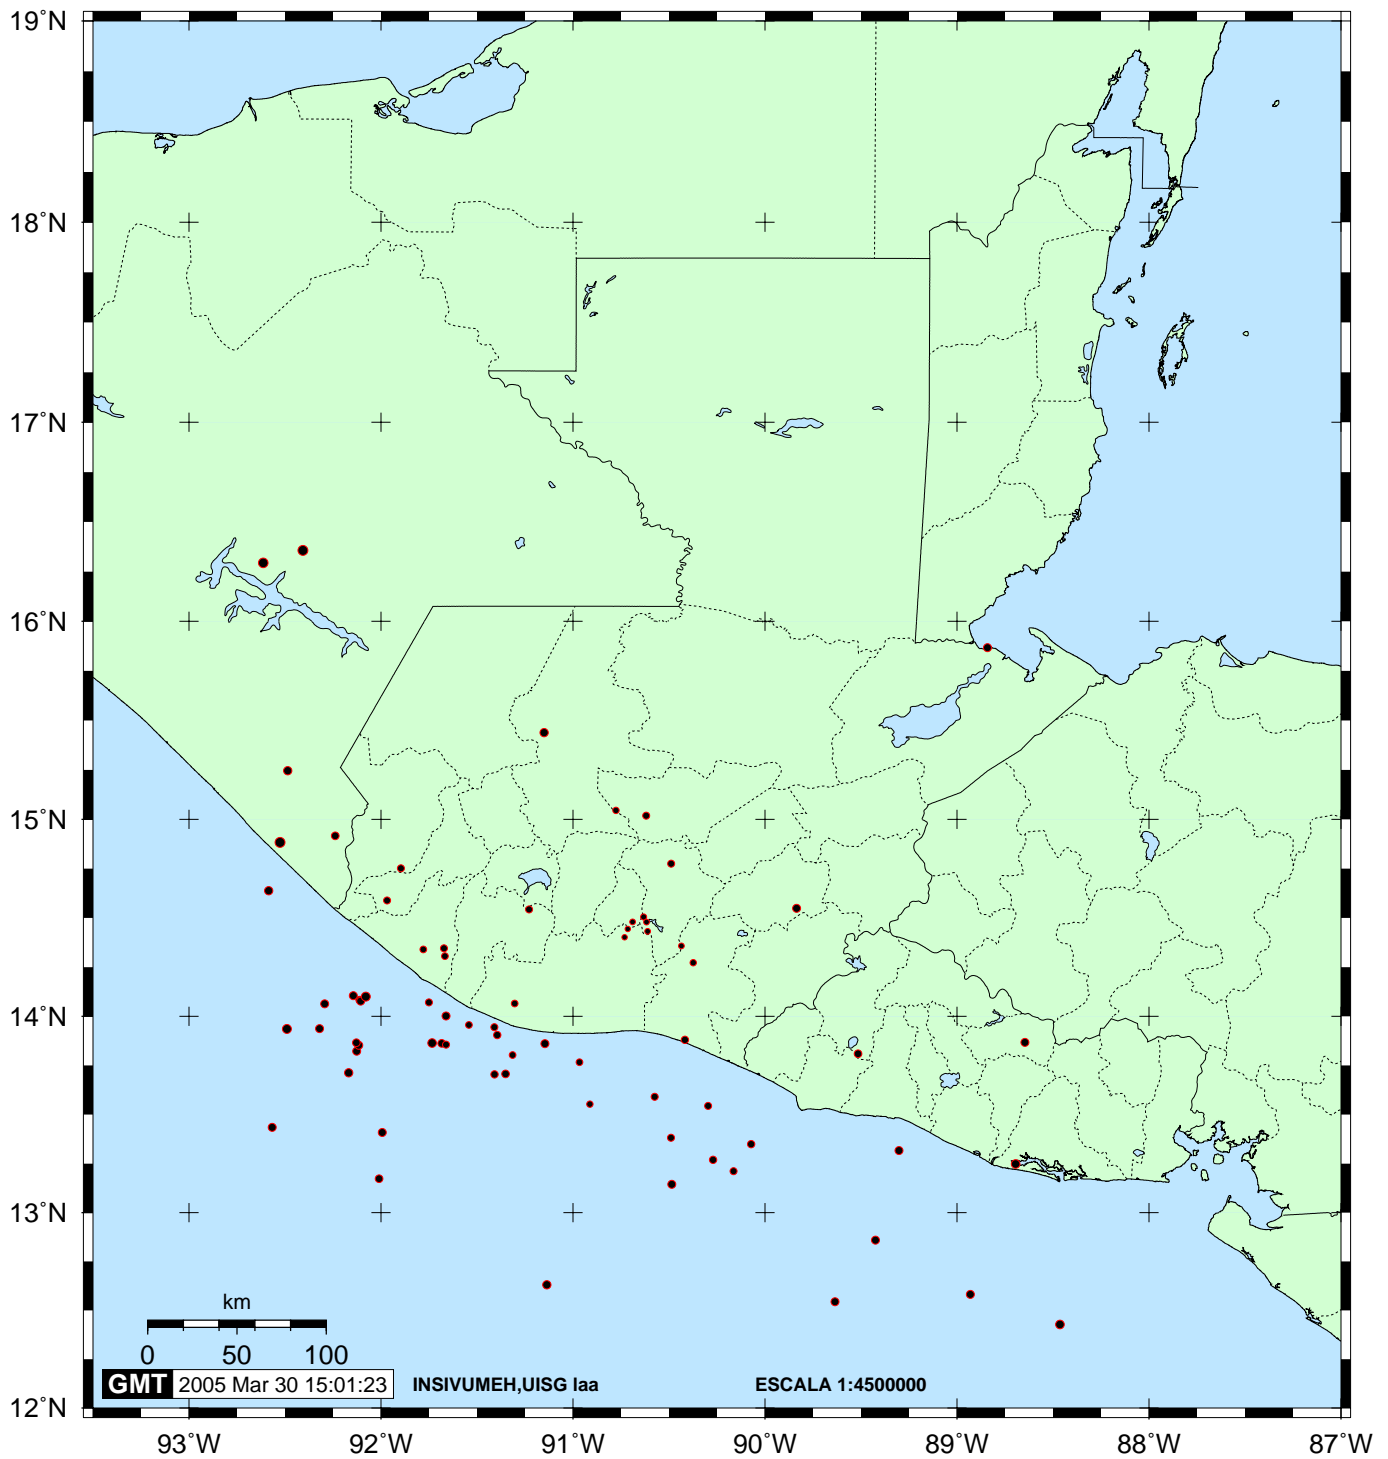 19°N
18°N
17°N
16°N
15°N
14°N
13°N
12°N
km
0 50 100
GMT 2005 Mar 30 15:01:23 INSIVUMEH,UISG laa ESCALA 1:4500000
93°W 92°W 91°W 90°W 89°W 88°W 87°W